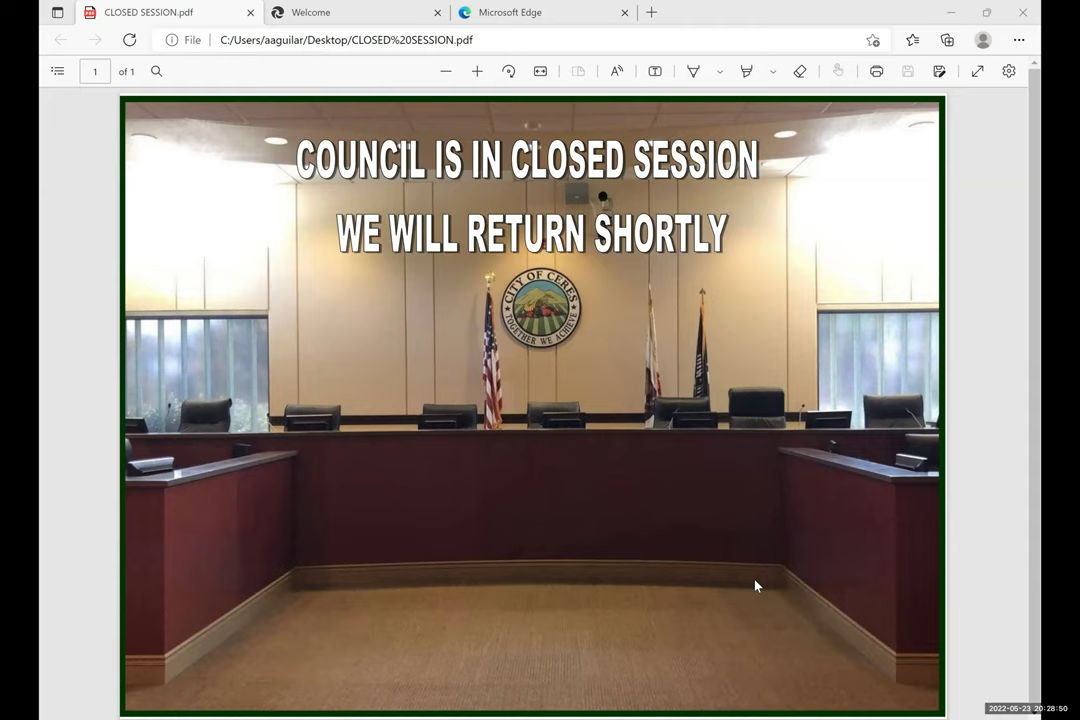 CLOSED SESSION.pdf
Welcome
Microsoft Edge
File
C:/Users/aaguilar/Desktop/CLOSED%20SESSION.pdf
1 of 1
COUNCIL IS IN CLOSED SESSION
WE WILL RETURN SHORTLY
CITY OF CERES
TOGETHER WE ACHIEVE
2022-05-23 20:28:50